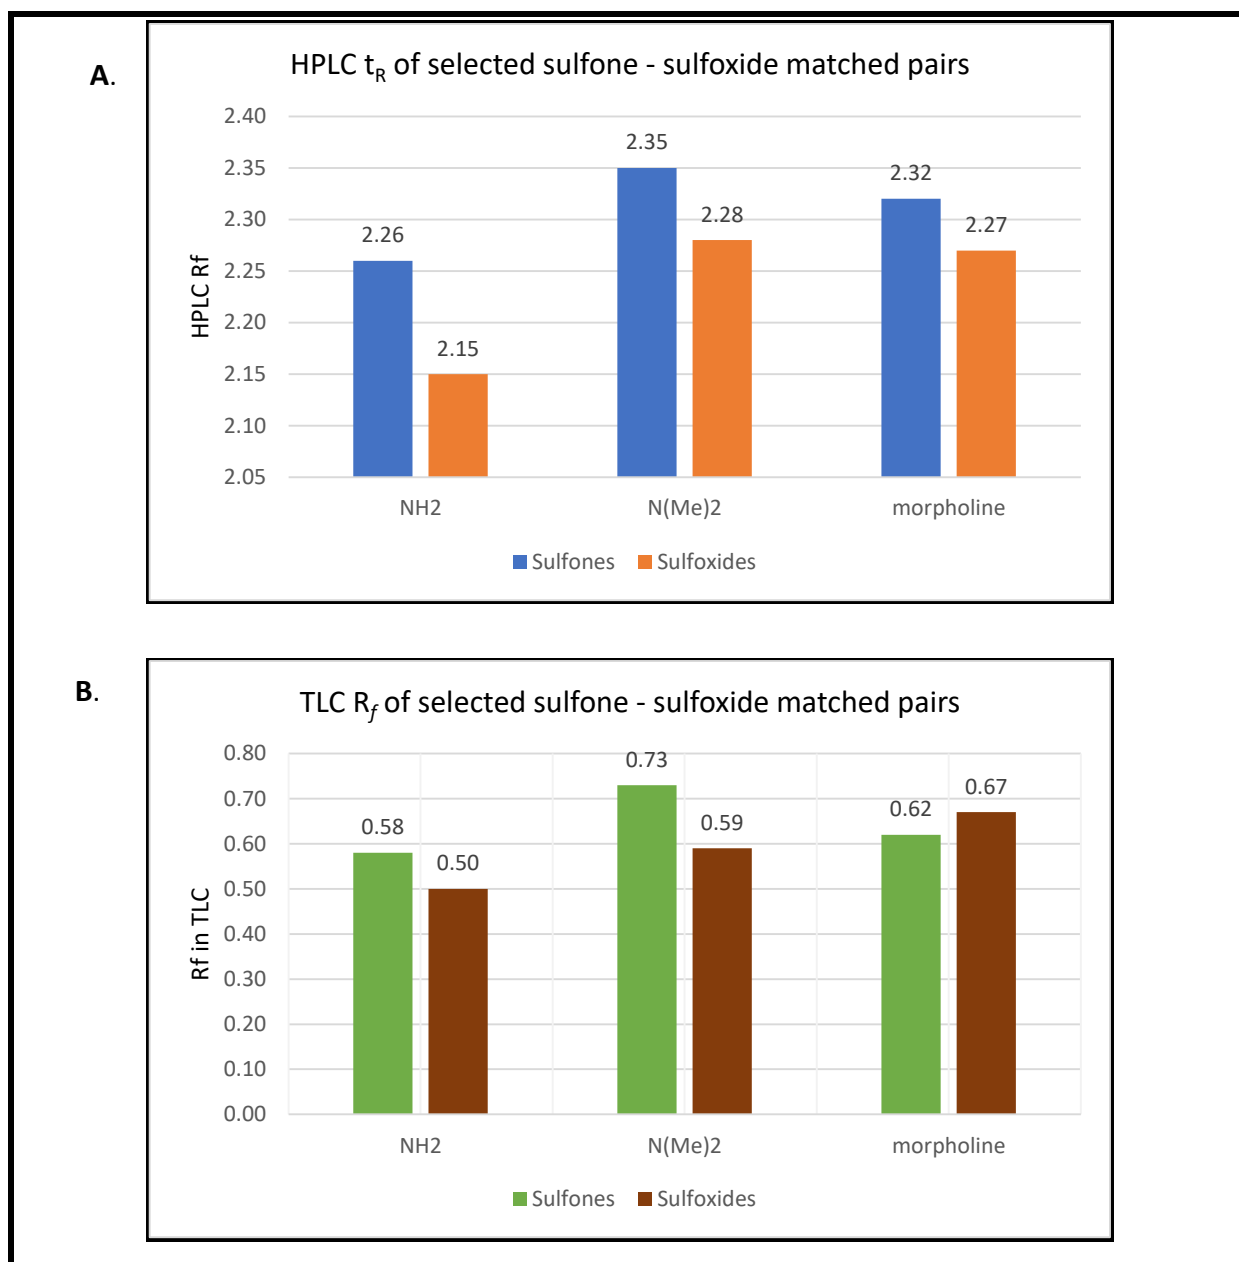 A.
HPLC tR of selected sulfone - sulfoxide matched pairs
HPLC Rf
2.40
2.35
2.30
2.25
2.20
2.15
2.10
2.05
2.26
2.15
2.35
2.28
2.32
2.27
NH2
N(Me)2
morpholine
Sulfones Sulfoxides
B.
TLC Rf of selected sulfone - sulfoxide matched pairs
Rf in TLC
0.80
0.70
0.60
0.50
0.40
0.30
0.20
0.10
0.00
0.58
0.50
0.73
0.59
0.62
0.67
NH2
N(Me)2
morpholine
Sulfones Sulfoxides